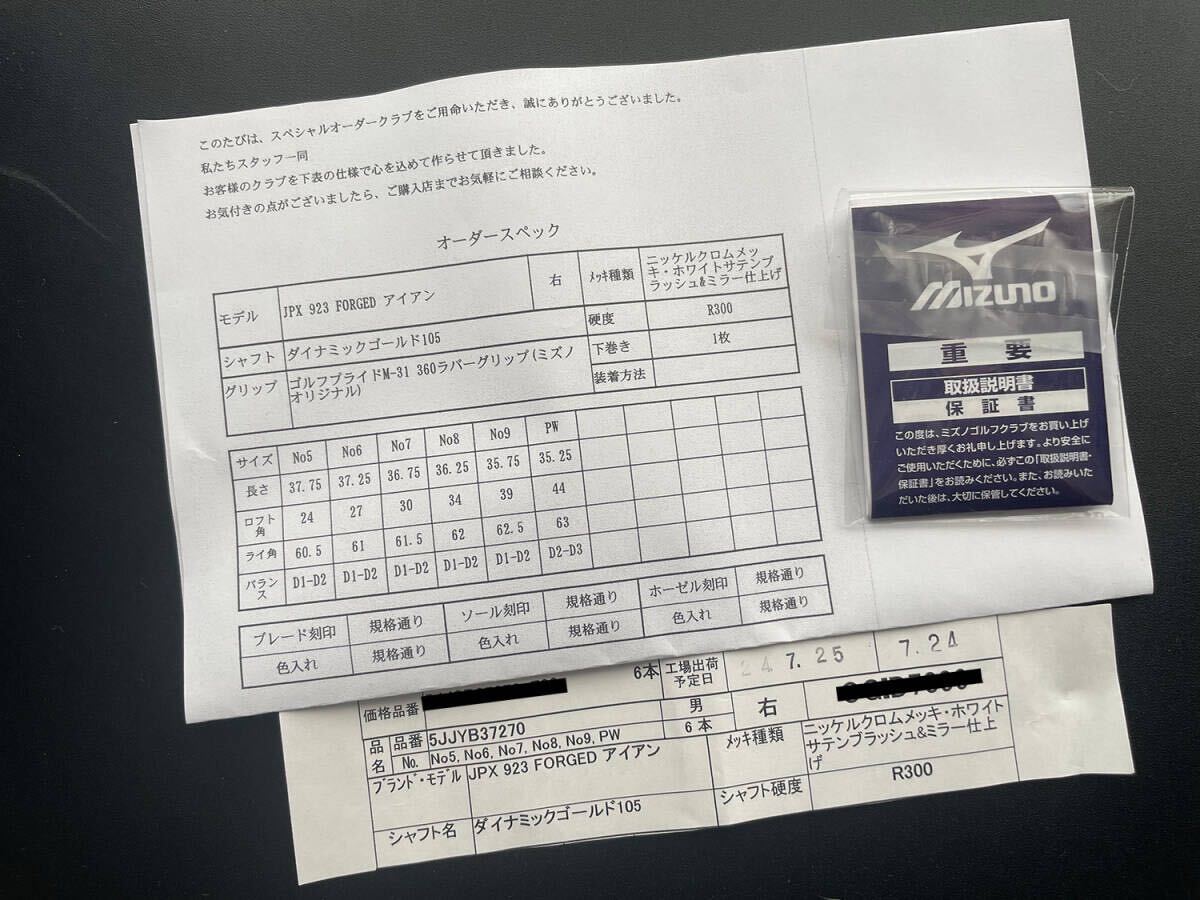 このたびは、スペシャルオーダークラブをご用命いただき、誠にありがとうございました。
私たちスタッフ一同
お客様のクラブを下表の仕様で心を込めて作らせて頂きました。
お気付きの点がございましたら、ご購入店までお気軽にご相談ください。
オーダースペック
モデル JPX 923 FORGED アイアン 右 ﾒｯｷ種類 ニッケルクロムメッ
キ・ホワイトサテンブ
ラッシュ&ミラー仕上げ
シャフト ダイナミックゴールド105 硬度 R300
グリップ ゴルフプライドM-31 360ラバーグリップ(ミズノ
オリジナル)
下巻き 1枚
装着方法
サイズ No5 No6 No7 No8 No9 PW
長さ 37.75 37.25 36.75 36.25 35.75 35.25
ロフト
角 24 27 30 34 39 44
ライ角 60.5 61 61.5 62 62.5 63
バラン
ス D1-D2 D1-D2 D1-D2 D1-D2 D1-D2 D2-D3
ブレード刻印 規格通り ソール刻印 規格通り ホーゼル刻印 規格通り
色入れ 規格通り 色入れ 規格通り 色入れ 規格通り
MIZUNO
重要
取扱説明書
保証書
この度は、ミズノゴルフクラブをお買い上げ
いただき厚くお礼申し上げます。より安全に
ご使用いただくために、必ずこの「取扱説明書・
保証書」をお読みください。また、お読みいた
だいた後は、大切に保管してください。
価格品番 6本 工場出荷
予定日 24 7.25 7.24
品名 品番 5JJYB37270 男 右
No. No5, No6, No7, No8, No9, PW 6本
ﾌﾞﾗﾝﾄﾞ・ﾓﾃﾞﾙ JPX 923 FORGED アイアン ﾒｯｷ種類 ニッケルクロムメッキ・ホワイト
サテンブラッシュ&ミラー仕上
げ
シャフト名 ダイナミックゴールド105 シャフト硬度 R300